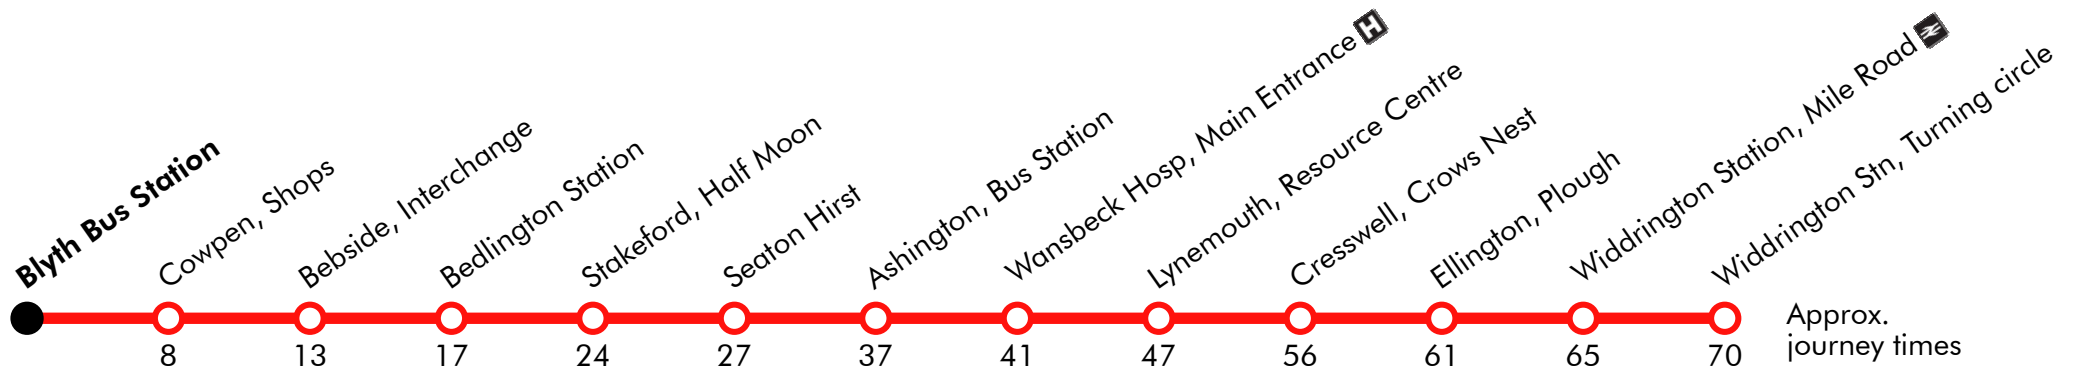 Blyth Bus Station
Cowpen, Shops
Bebside, Interchange
Bedlington Station
Stakeford, Half Moon
Seaton Hirst
Ashington, Bus Station
Wansbeck Hosp, Main Entrance H
Lynemouth, Resource Centre
Cresswell, Crows Nest
Ellington, Plough
Widdrington Station, Mile Road
Widdrington Stn, Turning circle
8
13
17
24
27
37
41
47
56
61
65
70
Approx.
journey times